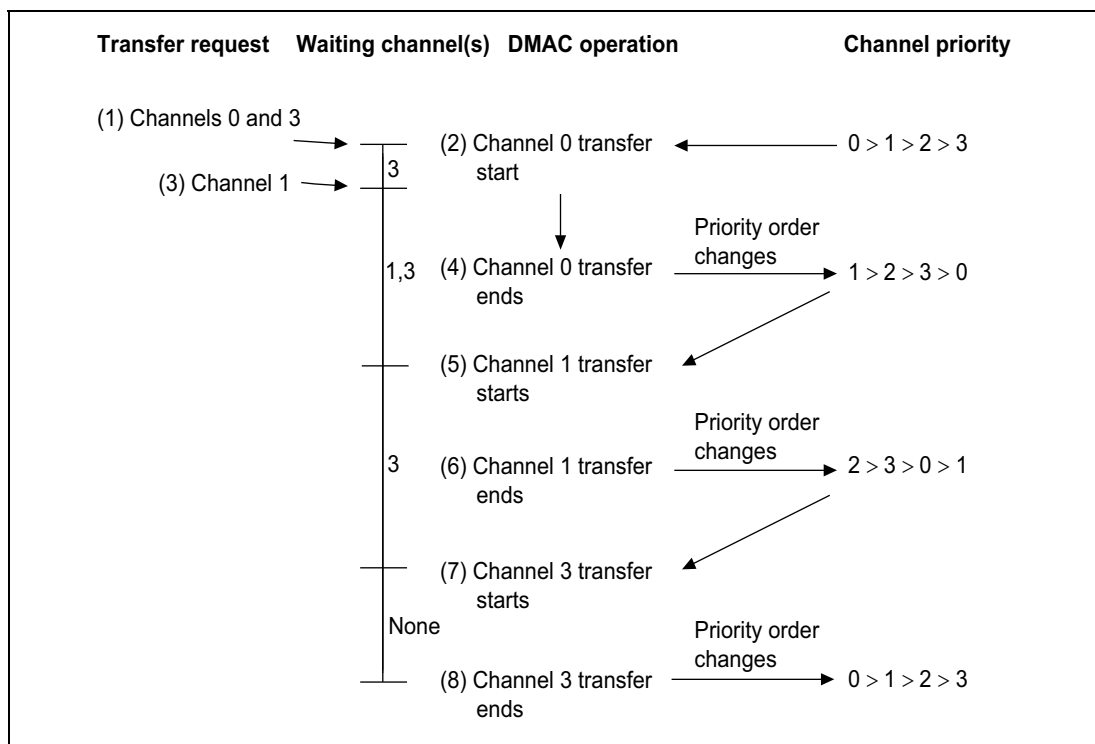 Transfer request Waiting channel(s) DMAC operation Channel priority
(1) Channels 0 and 3
(2) Channel 0 transfer
start
0 > 1 > 2 > 3
3
(3) Channel 1
Priority order
changes
1,3
(4) Channel 0 transfer
ends
1 > 2 > 3 > 0
(5) Channel 1 transfer
starts
Priority order
changes
3
(6) Channel 1 transfer
ends
2 > 3 > 0 > 1
(7) Channel 3 transfer
starts
None
Priority order
changes
(8) Channel 3 transfer
ends
0 > 1 > 2 > 3